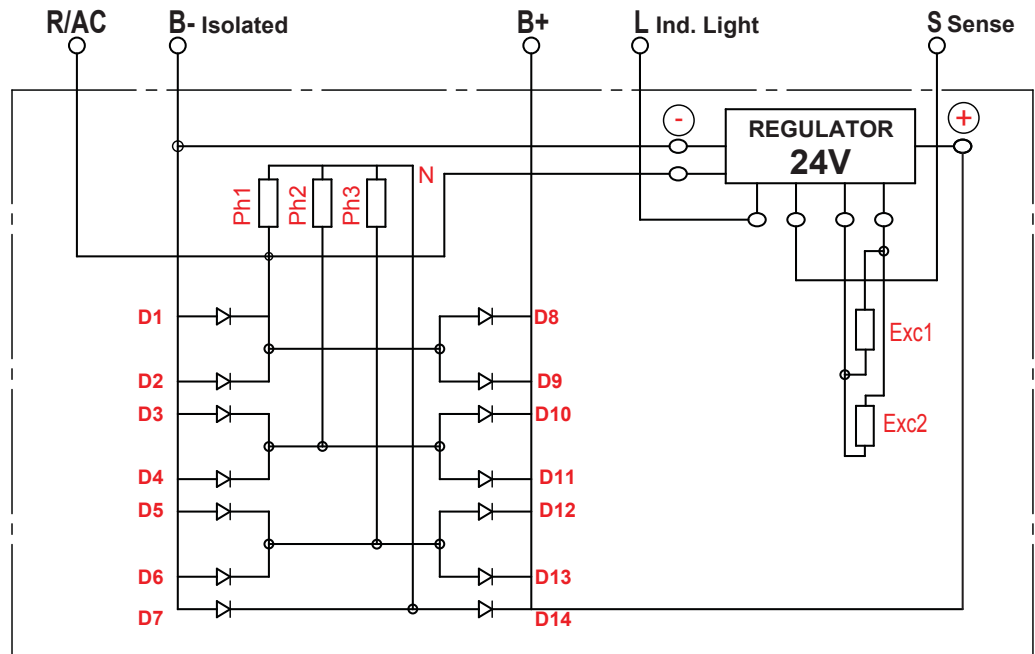 R/AC B- Isolated B+ L Ind. Light S Sense
- REGULATOR +
24V
N
Ph1 Ph2 Ph3
D1 D8
Exc1
D2 D9
D3 D10
Exc2
D4 D11
D5 D12
D6 D13
D7 D14